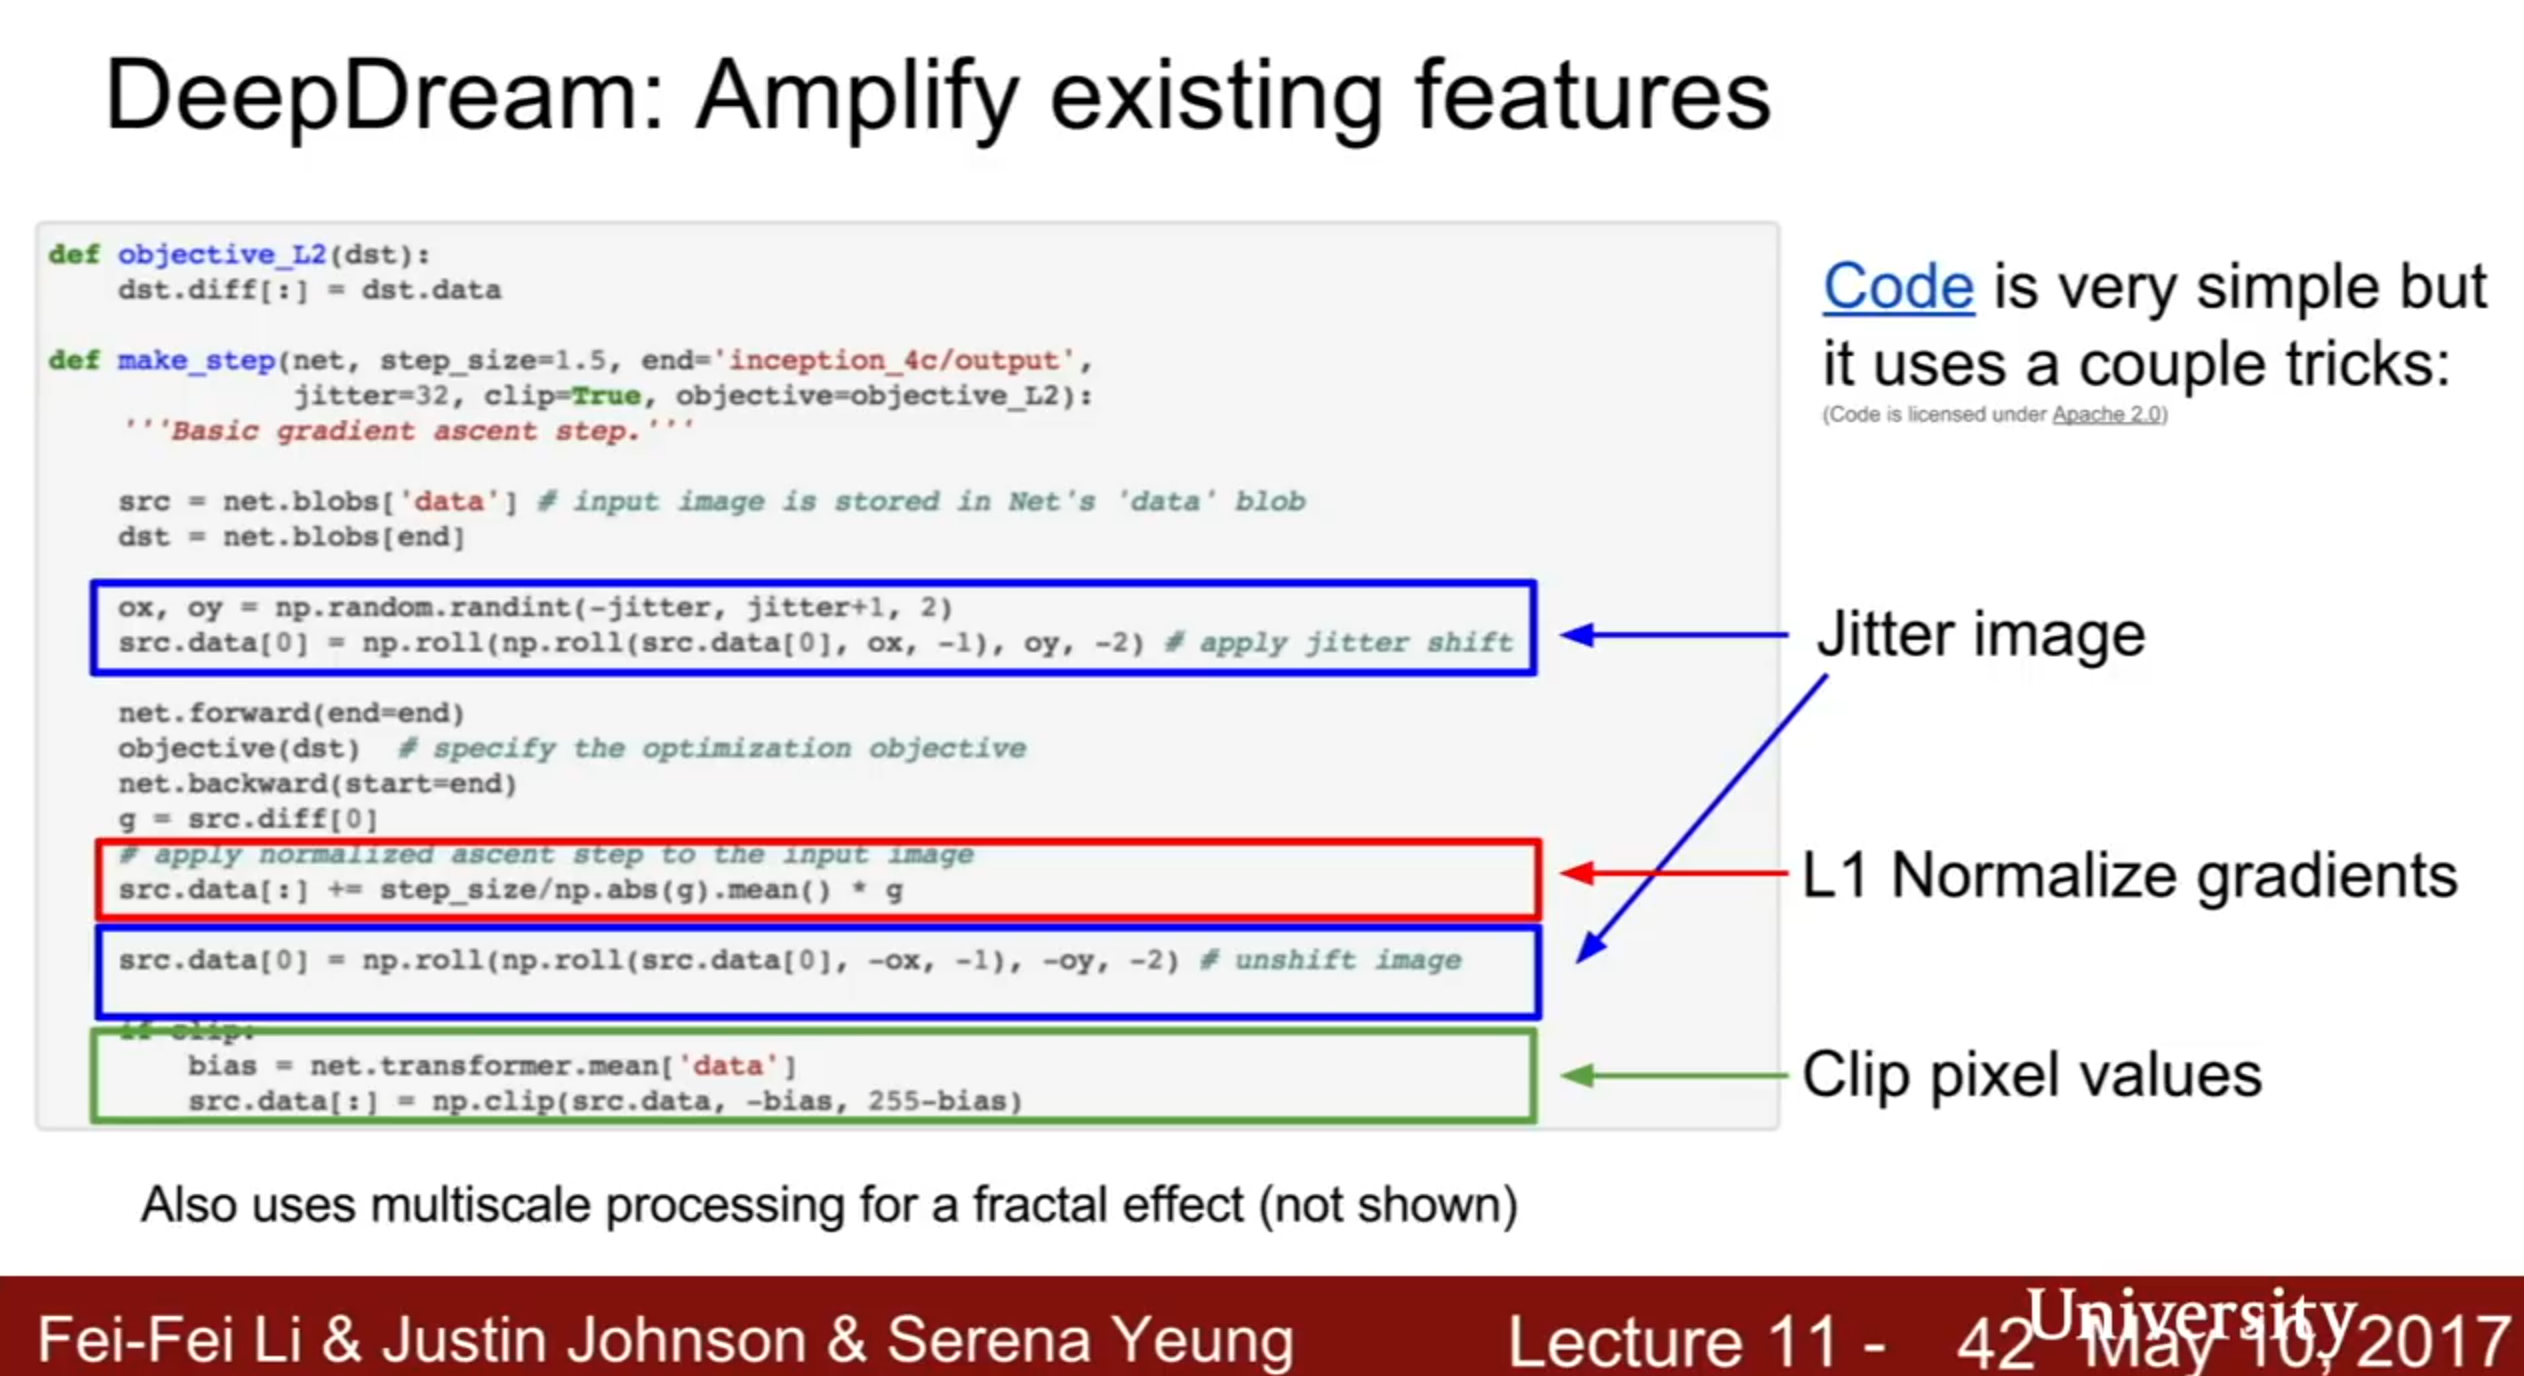 DeepDream: Amplify existing features
def objective_L2(dst):
    dst.diff[:] = dst.data
def make_step(net, step_size=1.5, end='inception_4c/output',
              jitter=32, clip=True, objective=objective_L2):
    '''Basic gradient ascent step.'''
    src = net.blobs['data'] # input image is stored in Net's 'data' blob
    dst = net.blobs[end]
    ox, oy = np.random.randint(-jitter, jitter+1, 2)
    src.data[0] = np.roll(np.roll(src.data[0], ox, -1), oy, -2) # apply jitter shift
    net.forward(end=end)
    objective(dst)  # specify the optimization objective
    net.backward(start=end)
    g = src.diff[0]
    # apply normalized ascent step to the input image
    src.data[:] += step_size/np.abs(g).mean() * g
    src.data[0] = np.roll(np.roll(src.data[0], -ox, -1), -oy, -2) # unshift image
    if clip:
        bias = net.transformer.mean['data']
        src.data[:] = np.clip(src.data, -bias, 255-bias)
Code is very simple but
it uses a couple tricks:
(Code is licensed under Apache 2.0)
Jitter image
L1 Normalize gradients
Clip pixel values
Also uses multiscale processing for a fractal effect (not shown)
Fei-Fei Li & Justin Johnson & Serena Yeung
Lecture 11 - 42
University
May 10, 2017